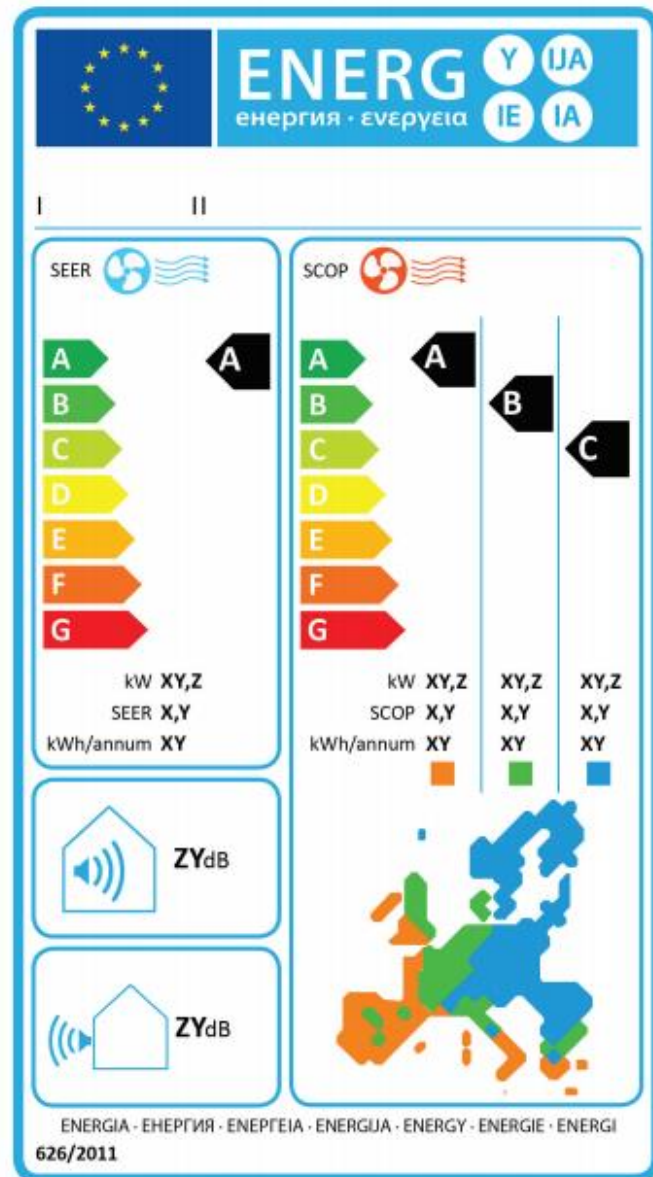 ENERG Y IJA
енергия · ενεργεια IE IA
I II
SEER
A A
B
C
D
E
F
G
kW XY,Z
SEER X,Y
kWh/annum XY
SCOP
A A
B B
C C
D
E
F
G
kW XY,Z XY,Z XY,Z
SCOP X,Y X,Y X,Y
kWh/annum XY XY XY
ZYdB
ZYdB
ENERGIA · ЕНЕРГИЯ · ΕΝΕΡΓΕΙΑ · ENERGIJA · ENERGY · ENERGIE · ENERGI
626/2011